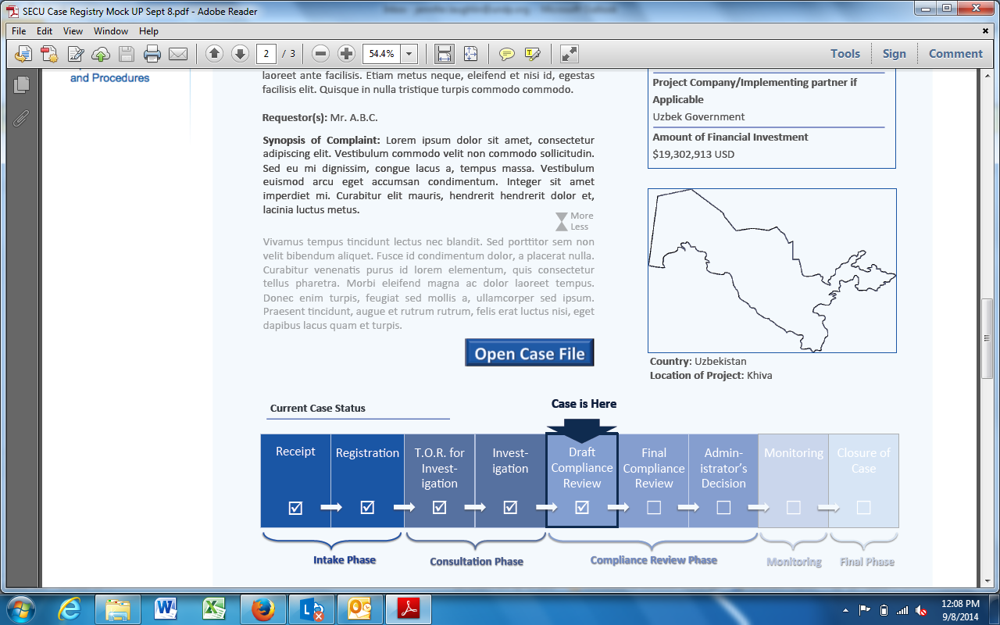 SECU Case Registry Mock UP Sept 8.pdf - Adobe Reader
File Edit View Window Help
2 / 3 54.4% Tools Sign Comment
and Procedures
laoreet ante facilisis. Etiam metus neque, eleifend et nisi id, egestas
facilisis elit. Quisque in nulla tristique turpis commodo commodo.
Requestor(s): Mr. A.B.C.
Synopsis of Complaint: Lorem ipsum dolor sit amet, consectetur
adipiscing elit. Vestibulum commodo velit non commodo sollicitudin.
Sed eu mi dignissim, congue lacus a, tempus massa. Vestibulum
euismod arcu eget accumsan condimentum. Integer sit amet
imperdiet mi. Curabitur elit mauris, hendrerit hendrerit dolor et,
lacinia luctus metus.
More
Less
Vivamus tempus tincidunt lectus nec blandit. Sed porttitor sem non
velit bibendum aliquet. Fusce id condimentum dolor, a placerat nulla.
Curabitur venenatis purus id lorem elementum, quis consectetur
tellus pharetra. Morbi eleifend magna ac dolor laoreet tempus.
Donec enim turpis, feugiat sed mollis a, ullamcorper sed ipsum.
Praesent tincidunt, augue et rutrum rutrum, felis erat luctus nisi, eget
dapibus lacus quam et turpis.
Open Case File
Project Company/Implementing partner if
Applicable
Uzbek Government
Amount of Financial Investment
$19,302,913 USD
Country: Uzbekistan
Location of Project: Khiva
Current Case Status
Case is Here
Receipt
Registration
T.O.R. for
Invest-
igation
Invest-
igation
Draft
Compliance
Review
Final
Compliance
Review
Admin-
istrator's
Decision
Monitoring
Closure of
Case
Intake Phase
Consultation Phase
Compliance Review Phase
Monitoring
Final Phase
12:08 PM
9/8/2014